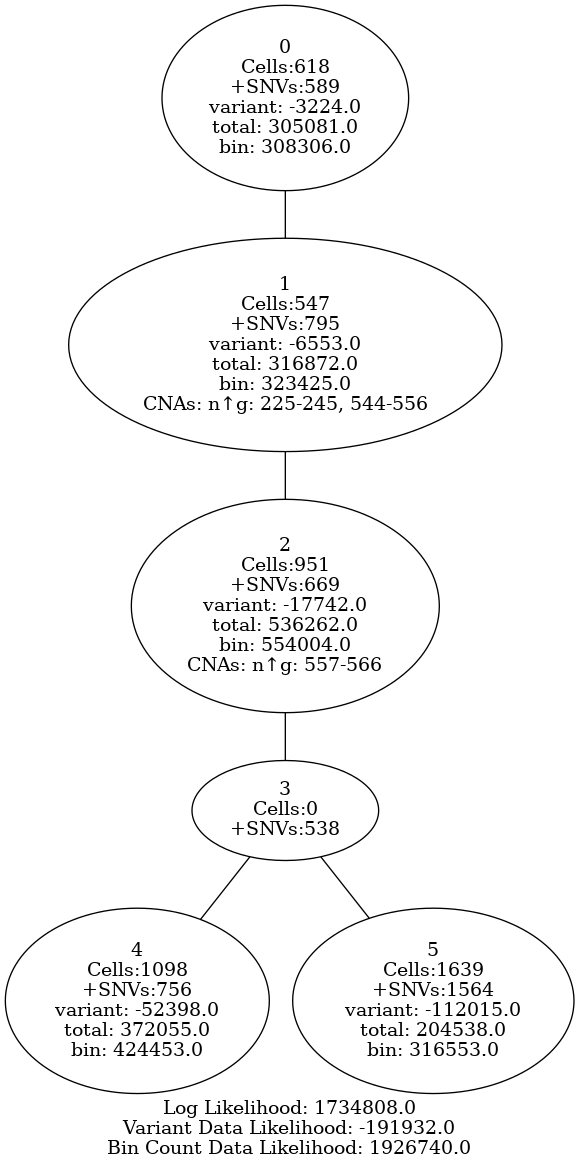 0
Cells:618
+SNVs:589
variant: -3224.0
total: 305081.0
bin: 308306.0
1
Cells:547
+SNVs:795
variant: -6553.0
total: 316872.0
bin: 323425.0
CNAs: n↑g: 225-245, 544-556
2
Cells:951
+SNVs:669
variant: -17742.0
total: 536262.0
bin: 554004.0
CNAs: n↑g: 557-566
3
Cells:0
+SNVs:538
4
Cells:1098
+SNVs:756
variant: -52398.0
total: 372055.0
bin: 424453.0
5
Cells:1639
+SNVs:1564
variant: -112015.0
total: 204538.0
bin: 316553.0
Log Likelihood: 1734808.0
Variant Data Likelihood: -191932.0
Bin Count Data Likelihood: 1926740.0